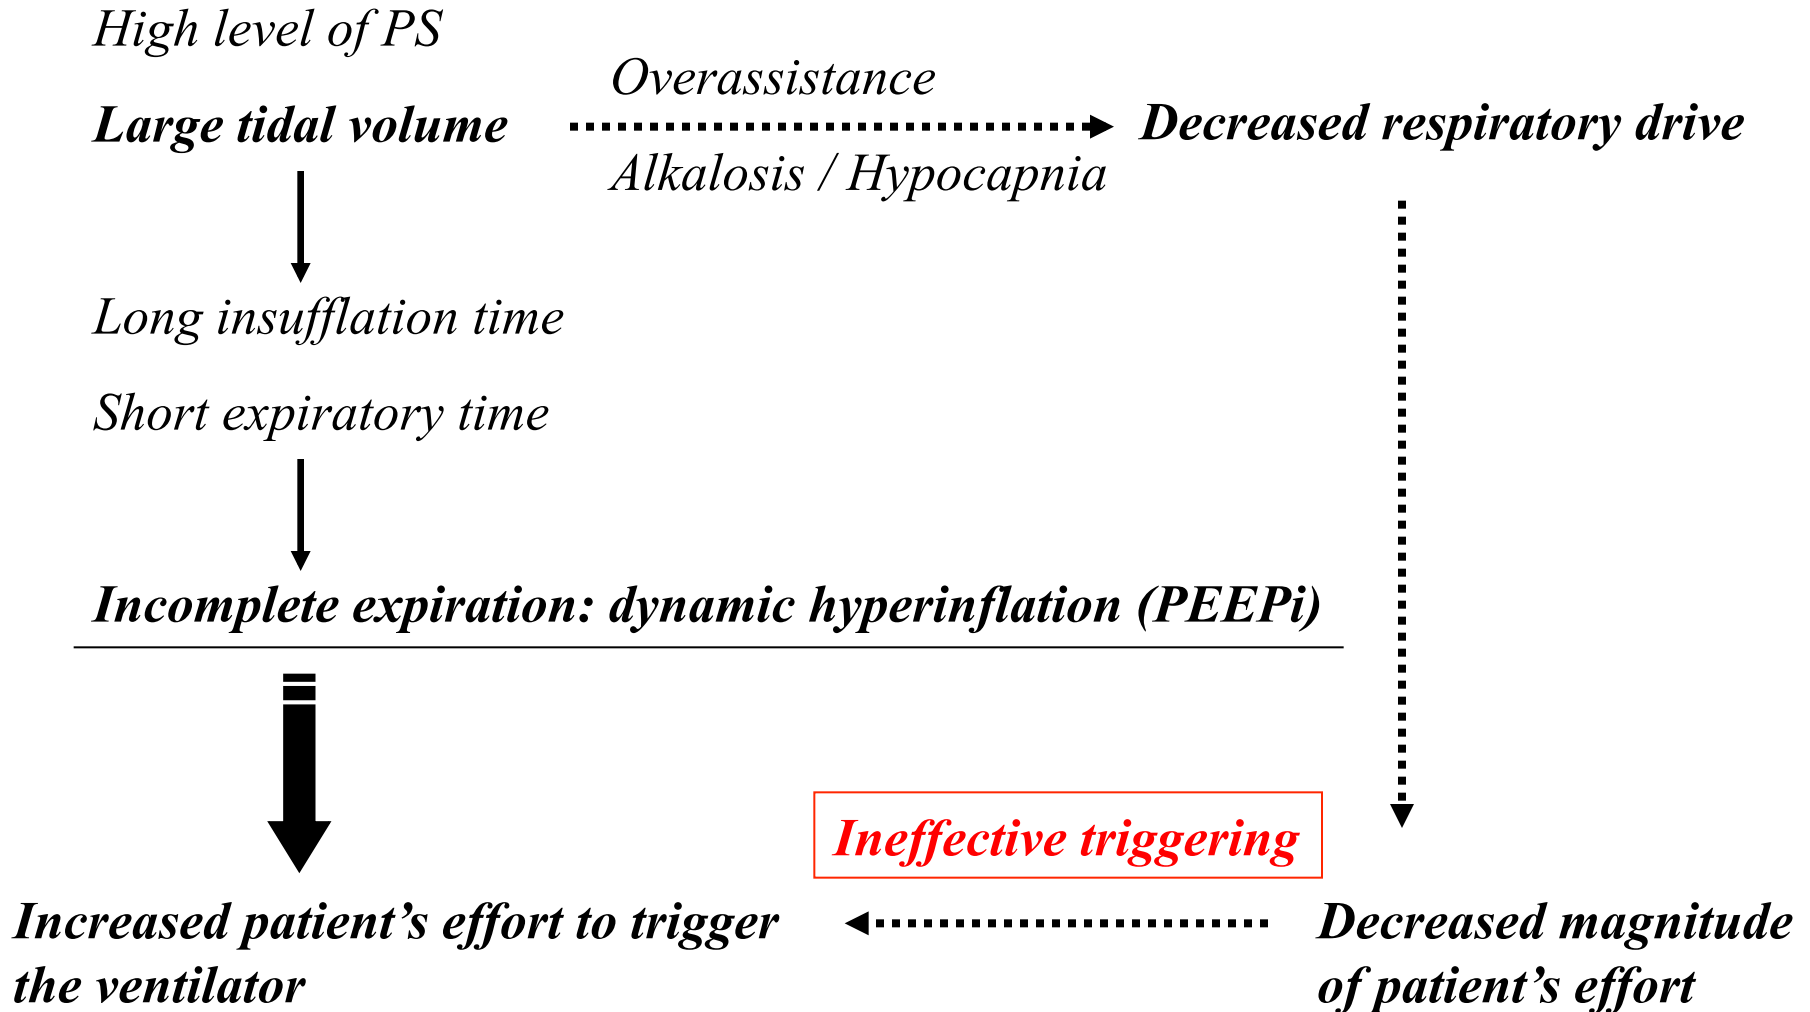 High level of PS
Overassistance
Large tidal volume
Decreased respiratory drive
Alkalosis / Hypocapnia
Long insufflation time
Short expiratory time
Incomplete expiration: dynamic hyperinflation (PEEPi)
Ineffective triggering
Increased patient’s effort to trigger
the ventilator
Decreased magnitude
of patient’s effort